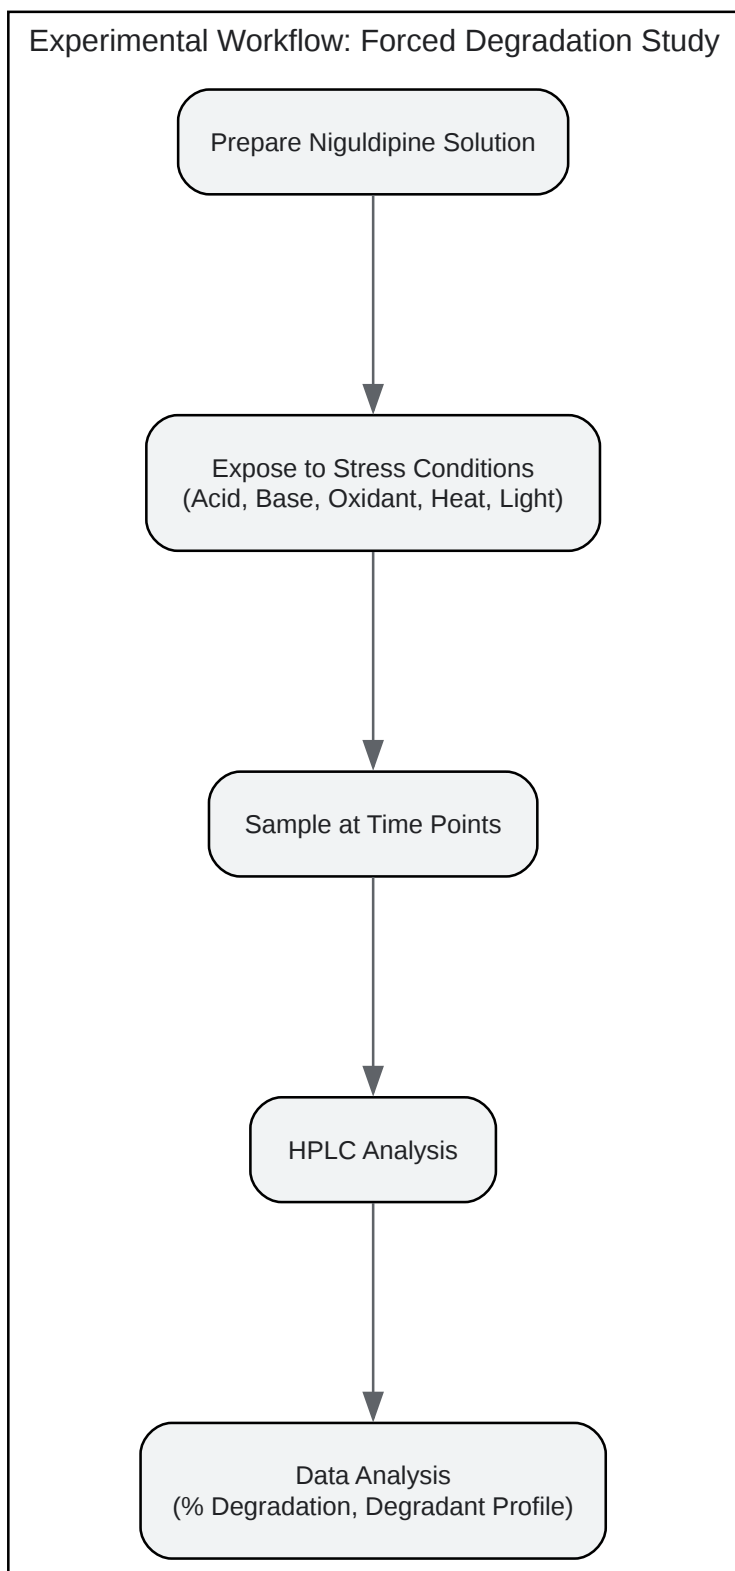 Experimental Workflow: Forced Degradation Study
Prepare Niguldipine Solution
Expose to Stress Conditions
(Acid, Base, Oxidant, Heat, Light)
Sample at Time Points
HPLC Analysis
Data Analysis
(% Degradation, Degradant Profile)